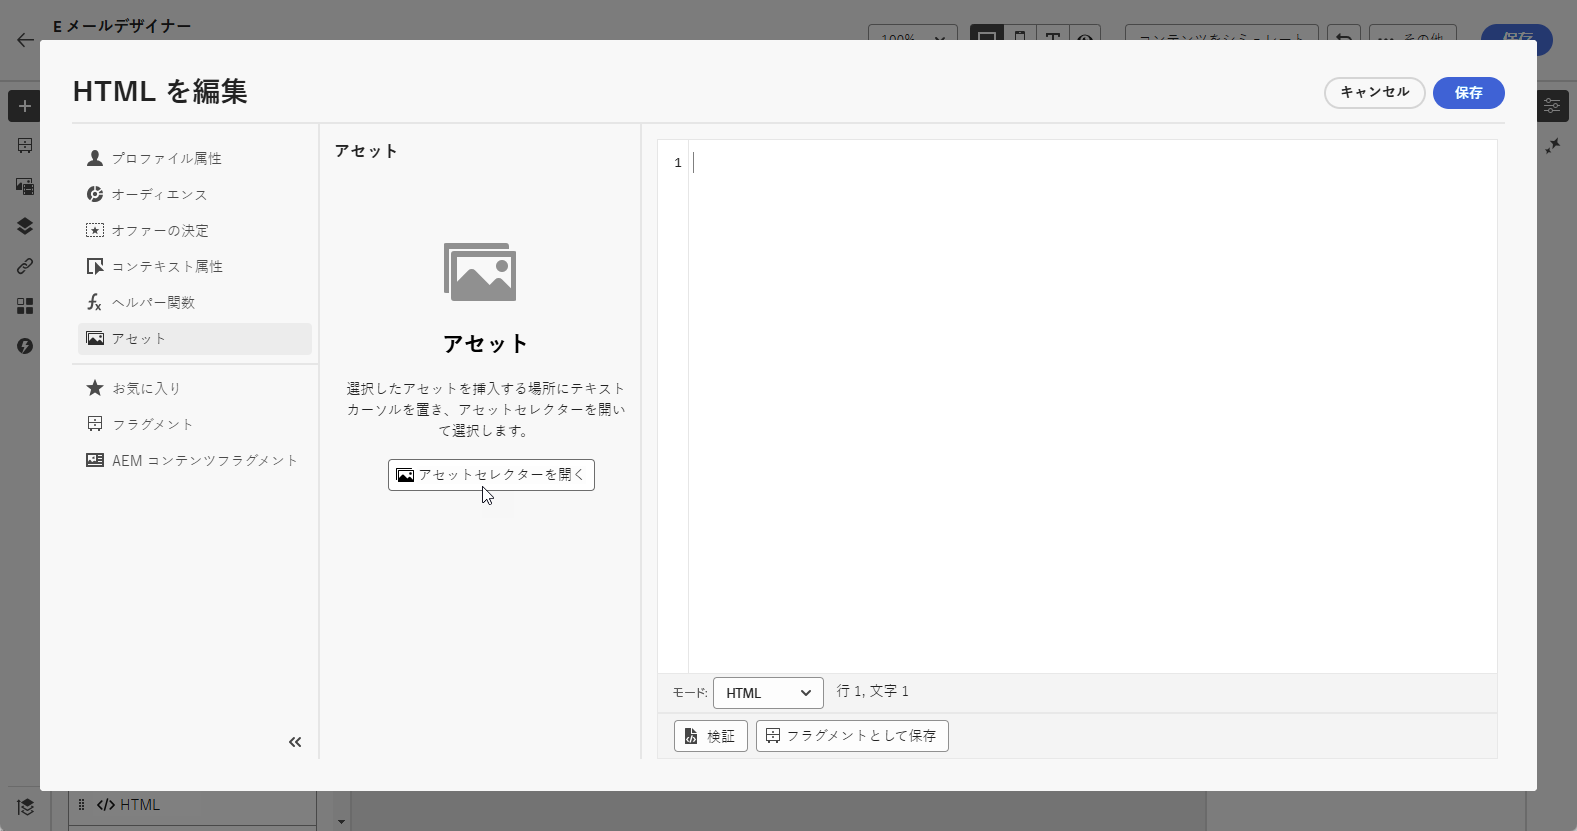 E メールデザイナー
100%
コンテンツをシミュレート
その他
保存
HTML を編集
キャンセル
保存
プロファイル属性
オーディエンス
オファーの決定
コンテキスト属性
ヘルパー関数
アセット
お気に入り
フラグメント
AEM コンテンツフラグメント
アセット
アセット
選択したアセットを挿入する場所にテキスト
カーソルを置き、アセットセレクターを開い
て選択します。
アセットセレクターを開く
1
モード:
HTML
行 1, 文字 1
検証
フラグメントとして保存
HTML